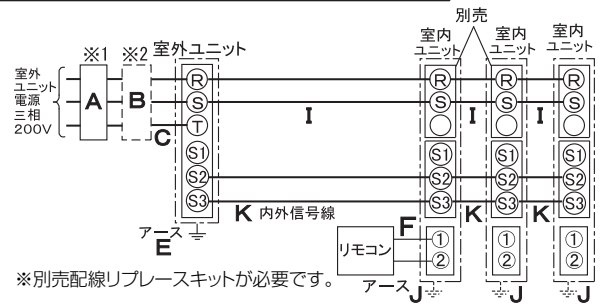 別売
※1 ※2 室外ユニット 室内ユニット 室内ユニット 室内ユニット
室外ユニット電源三相200V
A B C
R S T S1 S2 S3
I I I
R S S1 S2 S3 ① ②
R S S1 S2 S3 ① ②
R S S1 S2 S3 ① ②
K 内外信号線 K K
アース E
F
リモコン
アース J J J
※別売配線リプレースキットが必要です。